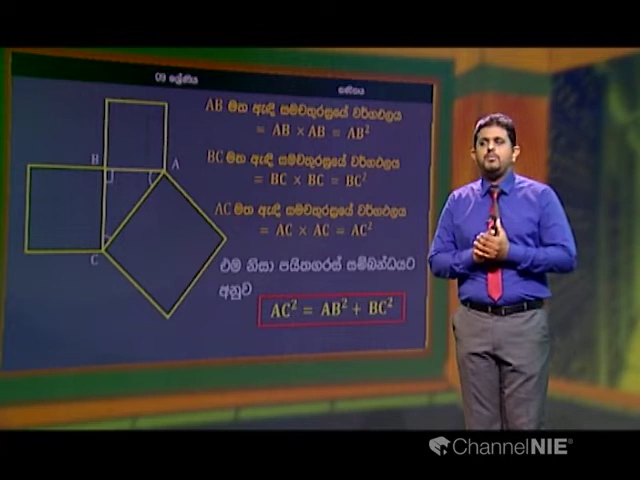 09 ශ්‍රේණිය
ගණිතය
AB මත ඇඳි සමචතුරස්‍රයේ වර්ගඵලය
= AB × AB = AB²
BC මත ඇඳි සමචතුරස්‍රයේ වර්ගඵලය
= BC × BC = BC²
AC මත ඇඳි සමචතුරස්‍රයේ වර්ගඵලය
= AC × AC = AC²
එම නිසා පයිතගරස් සම්බන්ධයට
අනුව
AC² = AB² + BC²
B
A
C
ChannelNIE